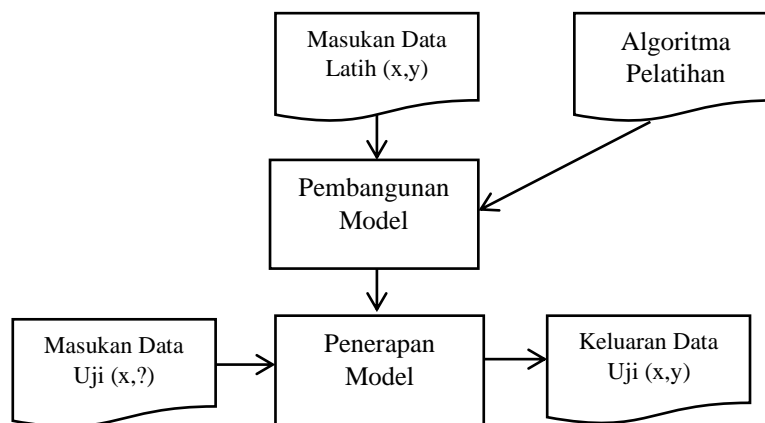 Masukan Data
Latih (x,y)
Algoritma
Pelatihan
Pembangunan
Model
Masukan Data
Uji (x,?)
Penerapan
Model
Keluaran Data
Uji (x,y)